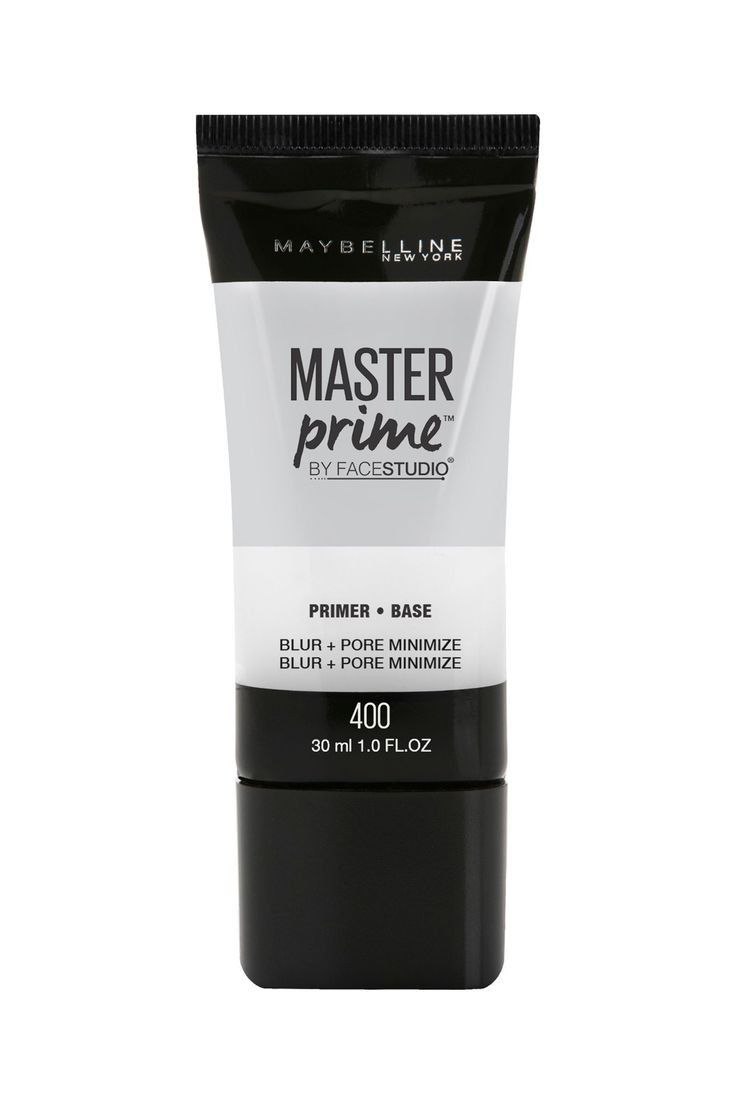 MAYBELLINE
NEW YORK
MASTER
prime™
BY FACESTUDIO®
PRIMER • BASE
BLUR + PORE MINIMIZE
BLUR + PORE MINIMIZE
400
30 ml 1.0 FL.OZ